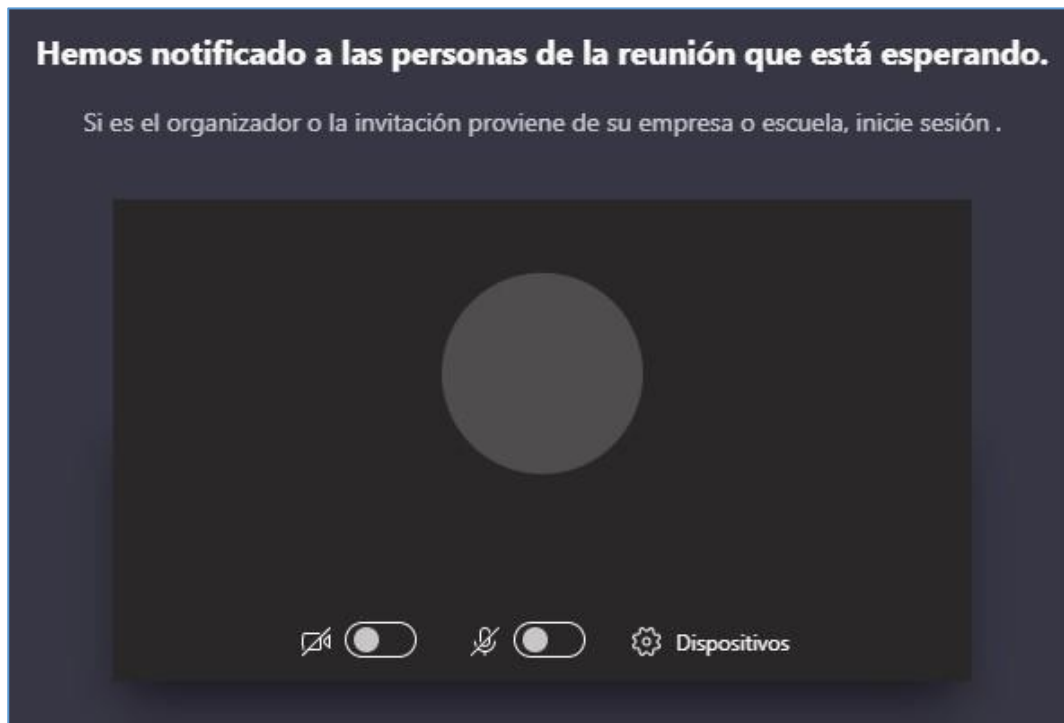 Hemos notificado a las personas de la reunión que está esperando.
Si es el organizador o la invitación proviene de su empresa o escuela, inicie sesión .
Dispositivos